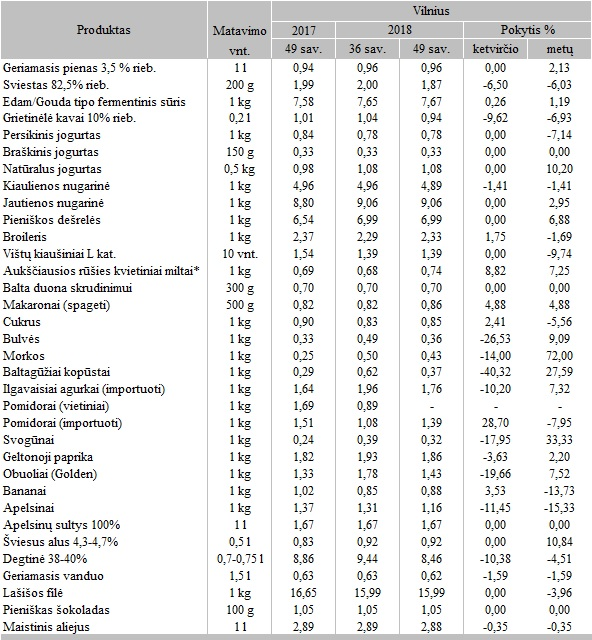 Produktas Matavimo vnt. Vilnius
2017 2018 Pokytis %
49 sav. 36 sav. 49 sav. ketvirčio metų
Geriamasis pienas 3,5 % rieb. 1 l 0,94 0,96 0,96 0,00 2,13
Sviestas 82,5% rieb. 200 g 1,99 2,00 1,87 -6,50 -6,03
Edam/Gouda tipo fermentinis sūris 1 kg 7,58 7,65 7,67 0,26 1,19
Grietinėlė kavai 10% rieb. 0,2 l 1,01 1,04 0,94 -9,62 -6,93
Persikinis jogurtas 1 kg 0,84 0,78 0,78 0,00 -7,14
Braškinis jogurtas 150 g 0,33 0,33 0,33 0,00 0,00
Natūralus jogurtas 0,5 kg 0,98 1,08 1,08 0,00 10,20
Kiaulienos nugarinė 1 kg 4,96 4,96 4,89 -1,41 -1,41
Jautienos nugarinė 1 kg 8,80 9,06 9,06 0,00 2,95
Pieniškos dešrelės 1 kg 6,54 6,99 6,99 0,00 6,88
Broileris 1 kg 2,37 2,29 2,33 1,75 -1,69
Vištų kiaušiniai L kat. 10 vnt. 1,54 1,39 1,39 0,00 -9,74
Aukščiausios rūšies kvietiniai miltai* 1 kg 0,69 0,68 0,74 8,82 7,25
Balta duona skrudinimui 300 g 0,70 0,70 0,70 0,00 0,00
Makaronai (spageti) 500 g 0,82 0,82 0,86 4,88 4,88
Cukrus 1 kg 0,90 0,83 0,85 2,41 -5,56
Bulvės 1 kg 0,33 0,49 0,36 -26,53 9,09
Morkos 1 kg 0,25 0,50 0,43 -14,00 72,00
Baltagūžiai kopūstai 1 kg 0,29 0,62 0,37 -40,32 27,59
Ilgavaisiai agurkai (importuoti) 1 kg 1,64 1,96 1,76 -10,20 7,32
Pomidorai (vietiniai) 1 kg 1,69 0,89 - - -
Pomidorai (importuoti) 1 kg 1,51 1,08 1,39 28,70 -7,95
Svogūnai 1 kg 0,24 0,39 0,32 -17,95 33,33
Geltonoji paprika 1 kg 1,82 1,93 1,86 -3,63 2,20
Obuoliai (Golden) 1 kg 1,33 1,78 1,43 -19,66 7,52
Bananai 1 kg 1,02 0,85 0,88 3,53 -13,73
Apelsinai 1 kg 1,37 1,31 1,16 -11,45 -15,33
Apelsinų sultys 100% 1 l 1,67 1,67 1,67 0,00 0,00
Šviesus alus 4,3-4,7% 0,5 l 0,83 0,92 0,92 0,00 10,84
Degtinė 38-40% 0,7-0,75 l 8,86 9,44 8,46 -10,38 -4,51
Geriamasis vanduo 1,5 l 0,63 0,63 0,62 -1,59 -1,59
Lašišos filė 1 kg 16,65 15,99 15,99 0,00 -3,96
Pieniškas šokoladas 100 g 1,05 1,05 1,05 0,00 0,00
Maistinis aliejus 1 l 2,89 2,89 2,88 -0,35 -0,35